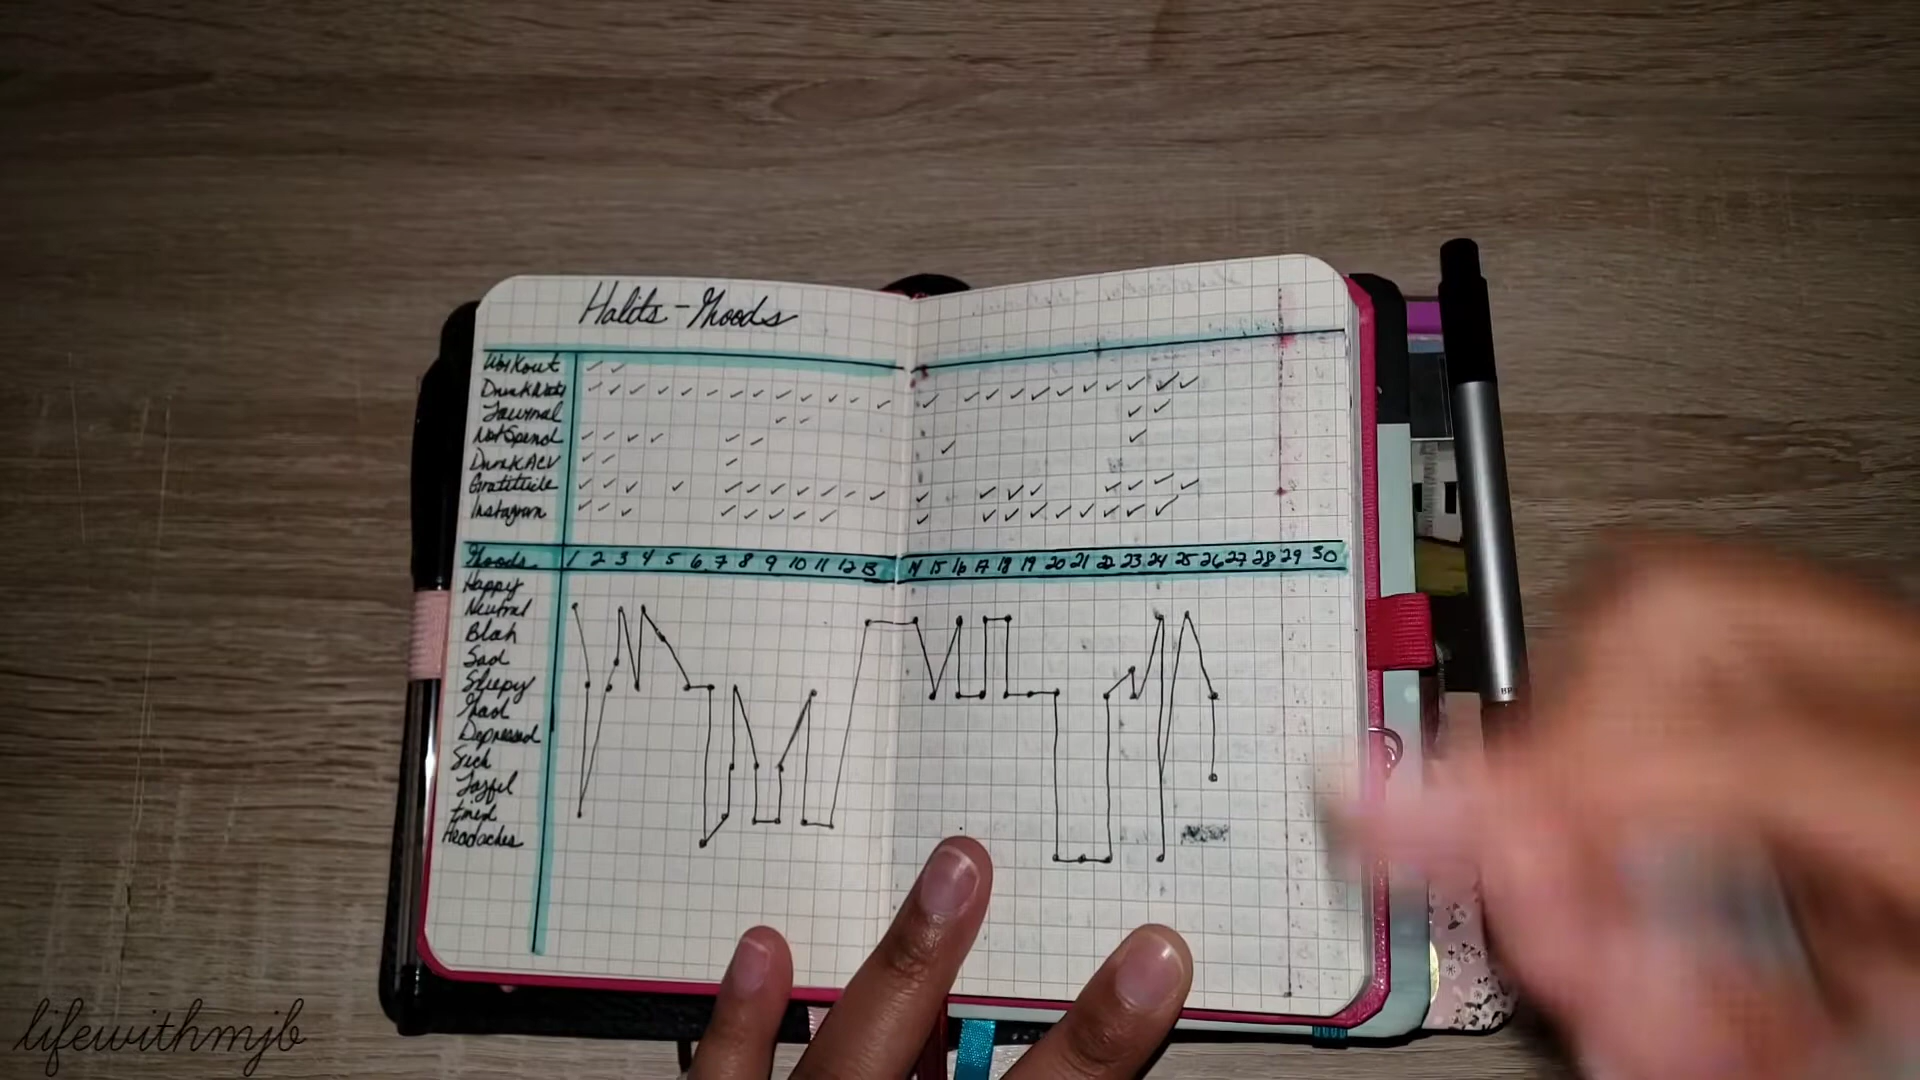 Habits - Moods
Workout
Drank Water
Journal
Not Spend
Drank ACV
Gratitude
Instagram
Moods 1 2 3 4 5 6 7 8 9 10 11 12 13 14 15 16 17 18 19 20 21 22 23 24 25 26 27 28 29 30
Happy
Neutral
Blah
Sad
Sleepy
Mad
Depressed
Sick
Tired
Headaches
lifewithmjb